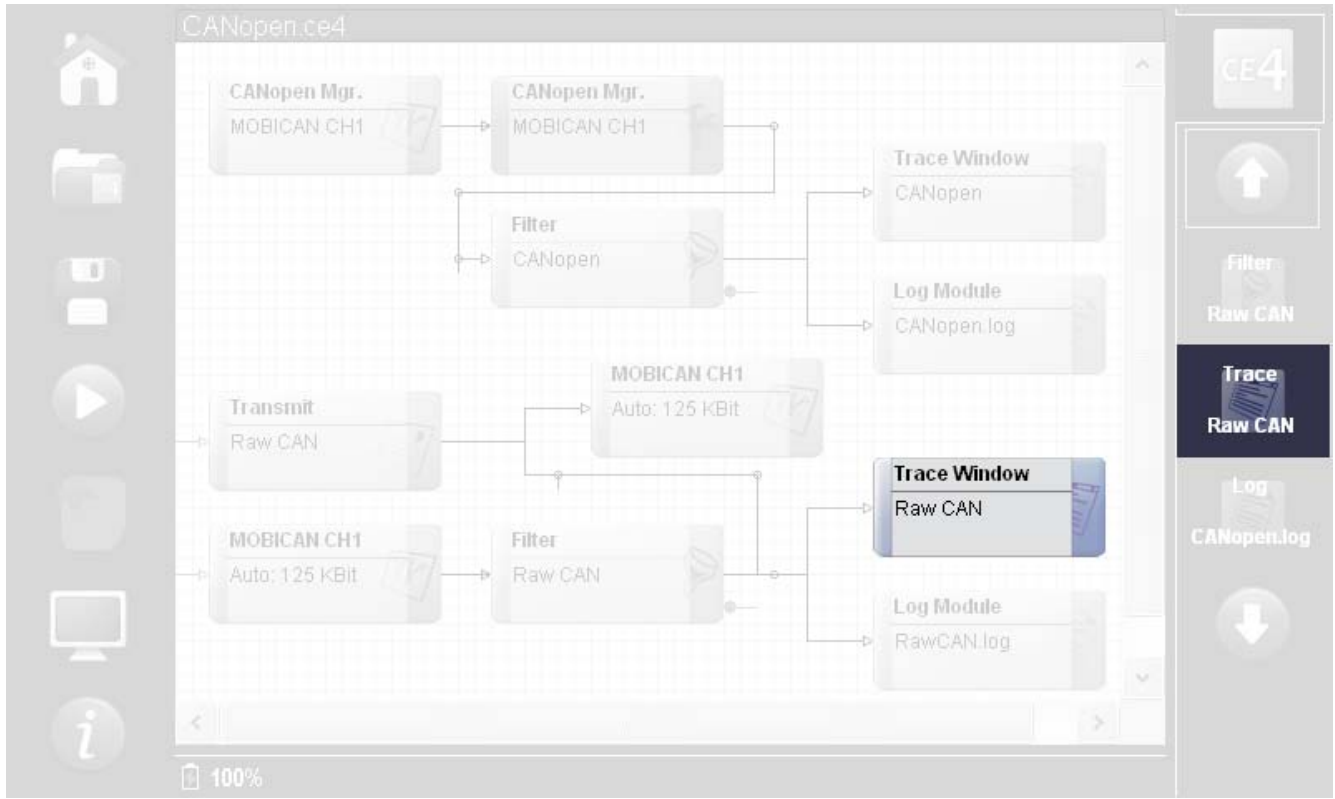 CANopen.ce4
CANopen Mgr.
MOBICAN CH1
CANopen Mgr.
MOBICAN CH1
Trace Window
CANopen
Filter
CANopen
Log Module
CANopen.log
MOBICAN CH1
Auto: 125 KBit
Transmit
Raw CAN
Trace Window
Raw CAN
MOBICAN CH1
Auto: 125 KBit
Filter
Raw CAN
Log Module
RawCAN.log
100%
CE4
Filter
Raw CAN
Trace
Raw CAN
Log
CANopen.log